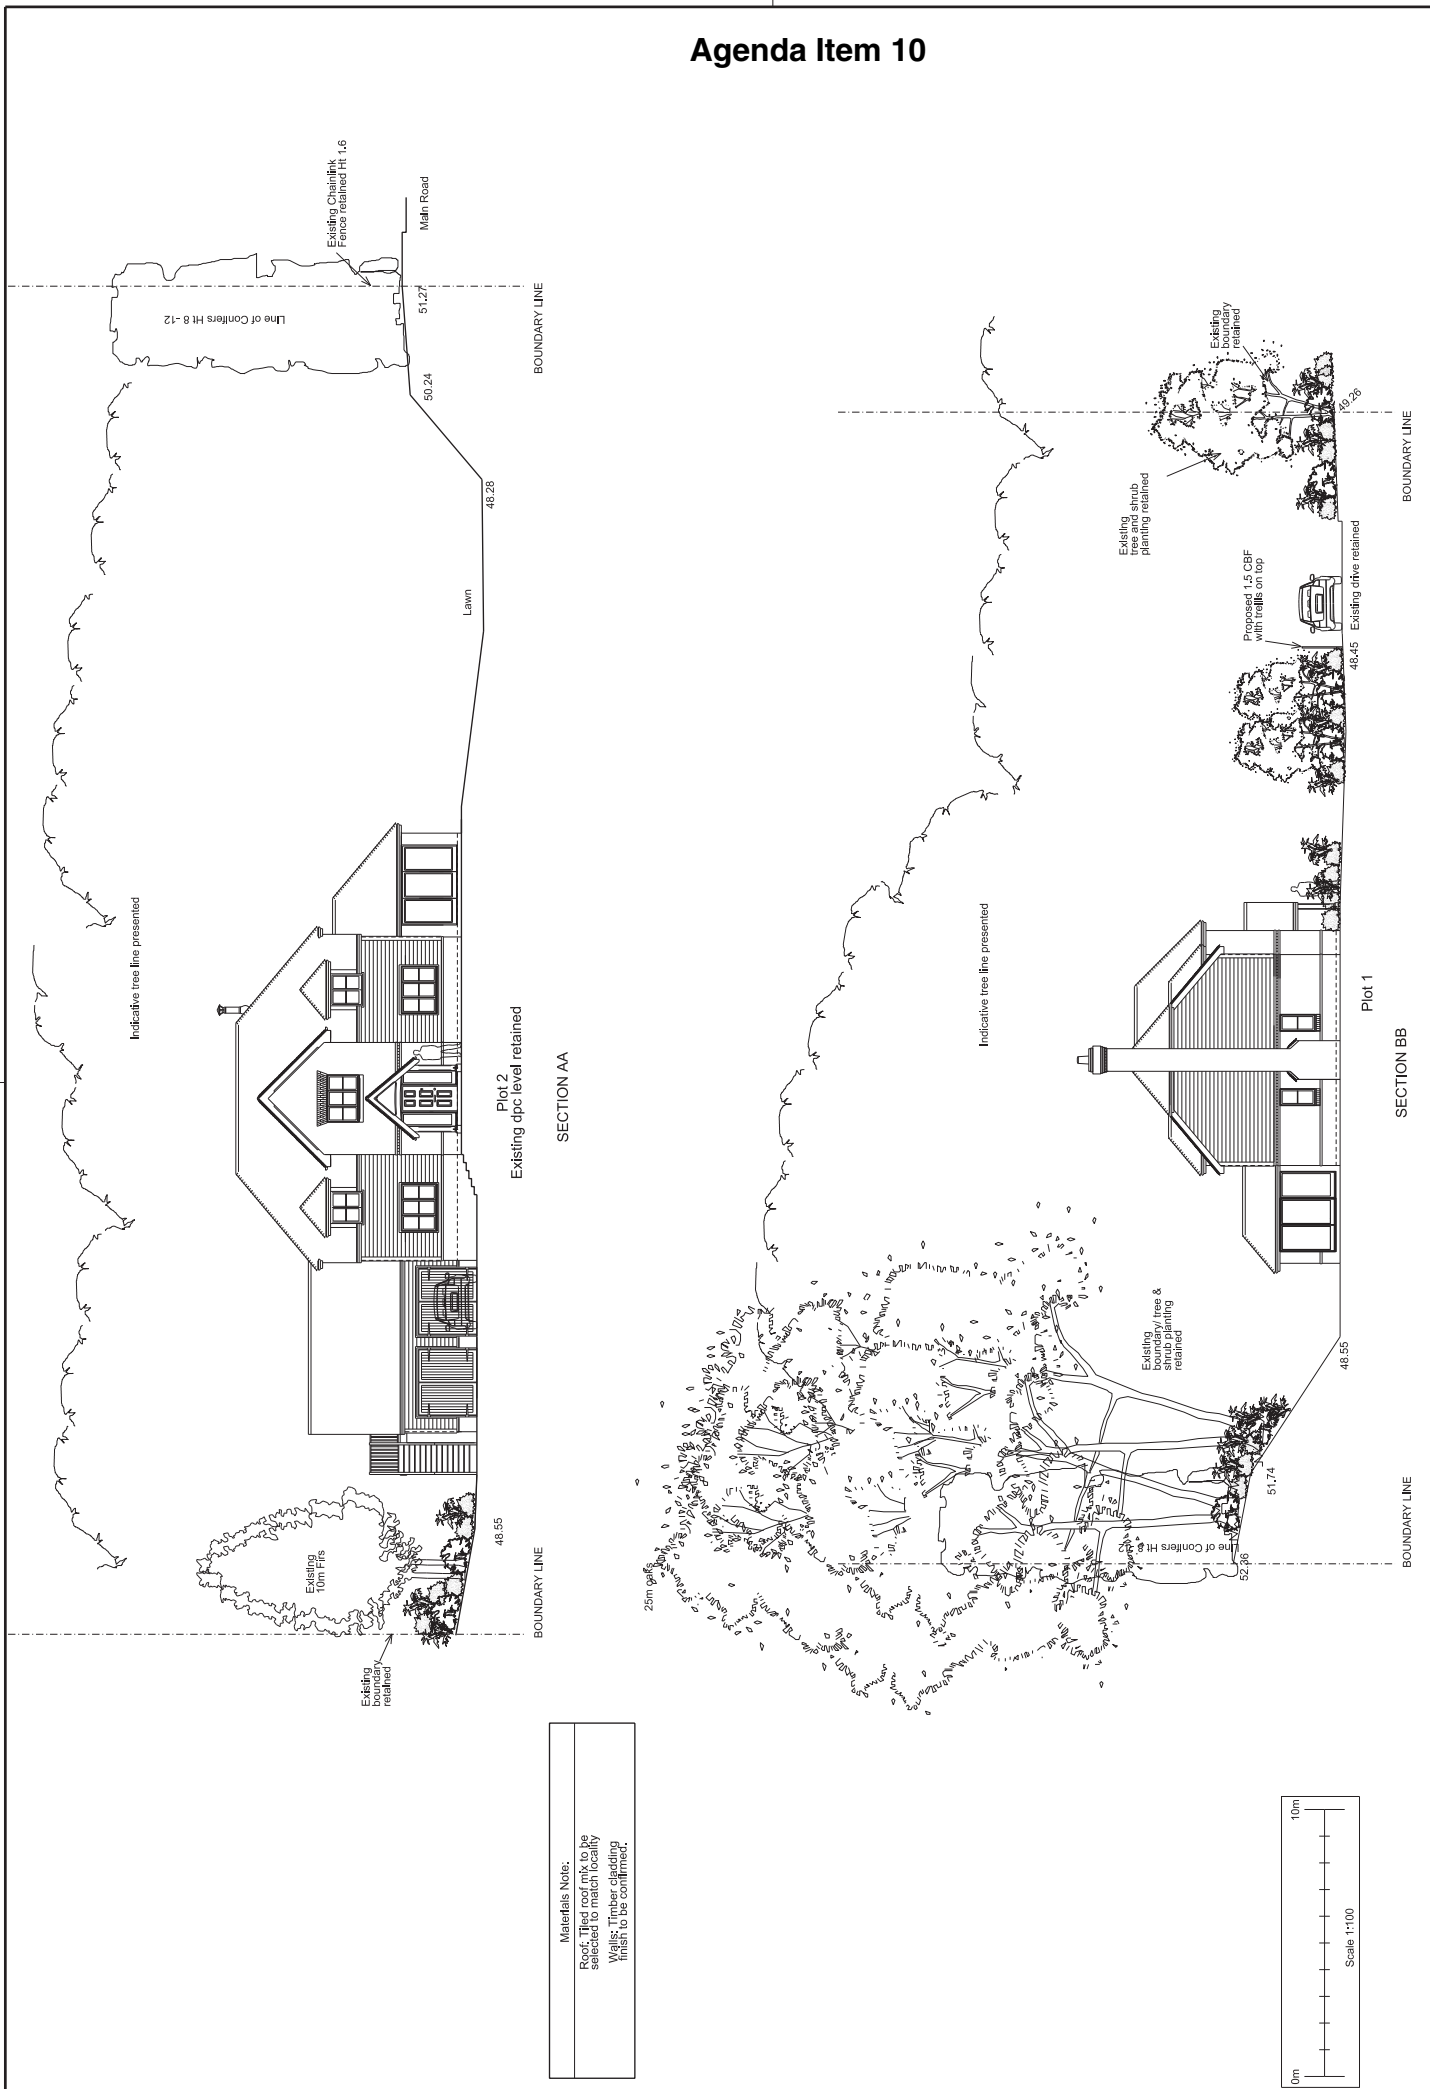 Agenda Item 10
Existing
boundary
retained
Existing
10m Firs
48.55
BOUNDARY LINE
Indicative tree line presented
Plot 2
Existing dpc level retained
SECTION AA
Lawn
48.28
50.24
Line of Conifers Ht 8 -12
51.27
BOUNDARY LINE
Existing Chainlink
Fence retained Ht 1.6
Main Road
25m oaks
Line of Conifers Ht 8 -12
52.36
BOUNDARY LINE
51.74
Existing
boundary/ tree &
shrub planting
retained
48.55
Indicative tree line presented
Plot 1
SECTION BB
Proposed 1.5 CBF
with trellis on top
48.45
Existing drive retained
Existing
tree and shrub
planting retained
Existing
boundary
retained
49.26
BOUNDARY LINE
Materials Note:
Roof: Tiled roof mix to be
selected to match locality
Walls: Timber cladding
finish to be confirmed.
0m
10m
Scale 1:100